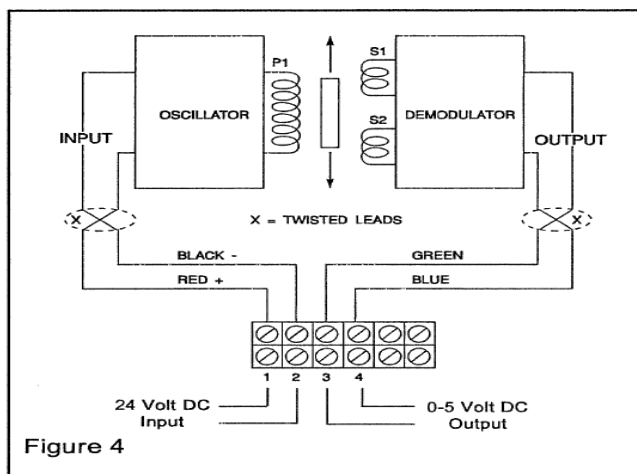 P1
S1
OSCILLATOR
DEMODULATOR
S2
INPUT
OUTPUT
X
X = TWISTED LEADS
X
BLACK -
GREEN
RED +
BLUE
1 2 3 4
24 Volt DC
Input
0-5 Volt DC
Output
Figure 4